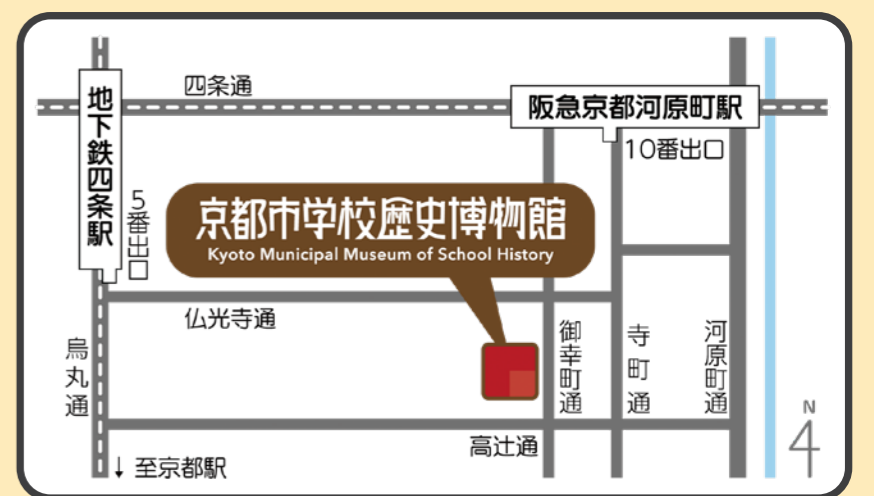 四条通
阪急京都河原町駅
10番出口
地下鉄四条駅
5番出口
京都市学校歴史博物館
Kyoto Municipal Museum of School History
仏光寺通
烏丸通
御幸町通
寺町通
河原町通
高辻通
↓至京都駅
N